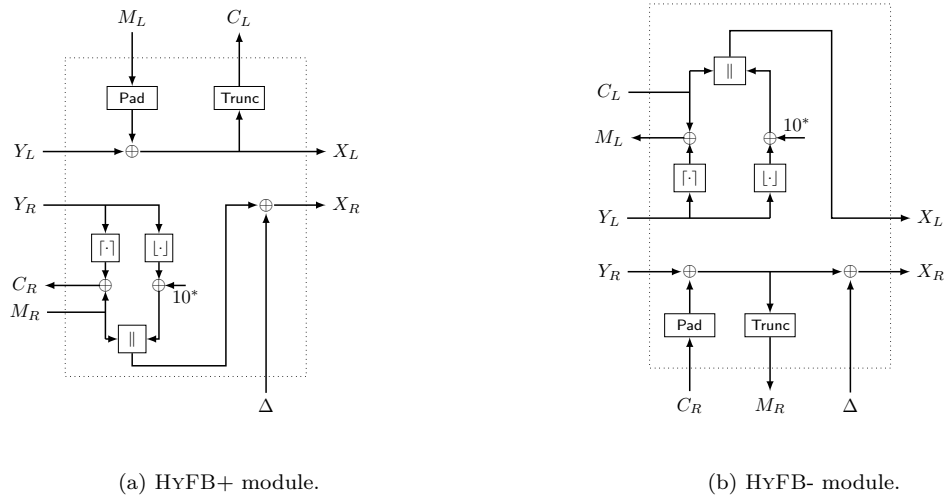 M_L C_L
Pad Trunc
Y_L ⊕ X_L
Y_R ⊕ X_R
⌈·⌉ ⌊·⌋
C_R ⊕ ⊕
10*
M_R
||
Δ
(a) HYFB+ module.
||
C_L
10*
M_L ⊕ ⊕
⌈·⌉ ⌊·⌋
Y_L X_L
Y_R ⊕ ⊕ X_R
Pad Trunc
C_R M_R Δ
(b) HYFB- module.